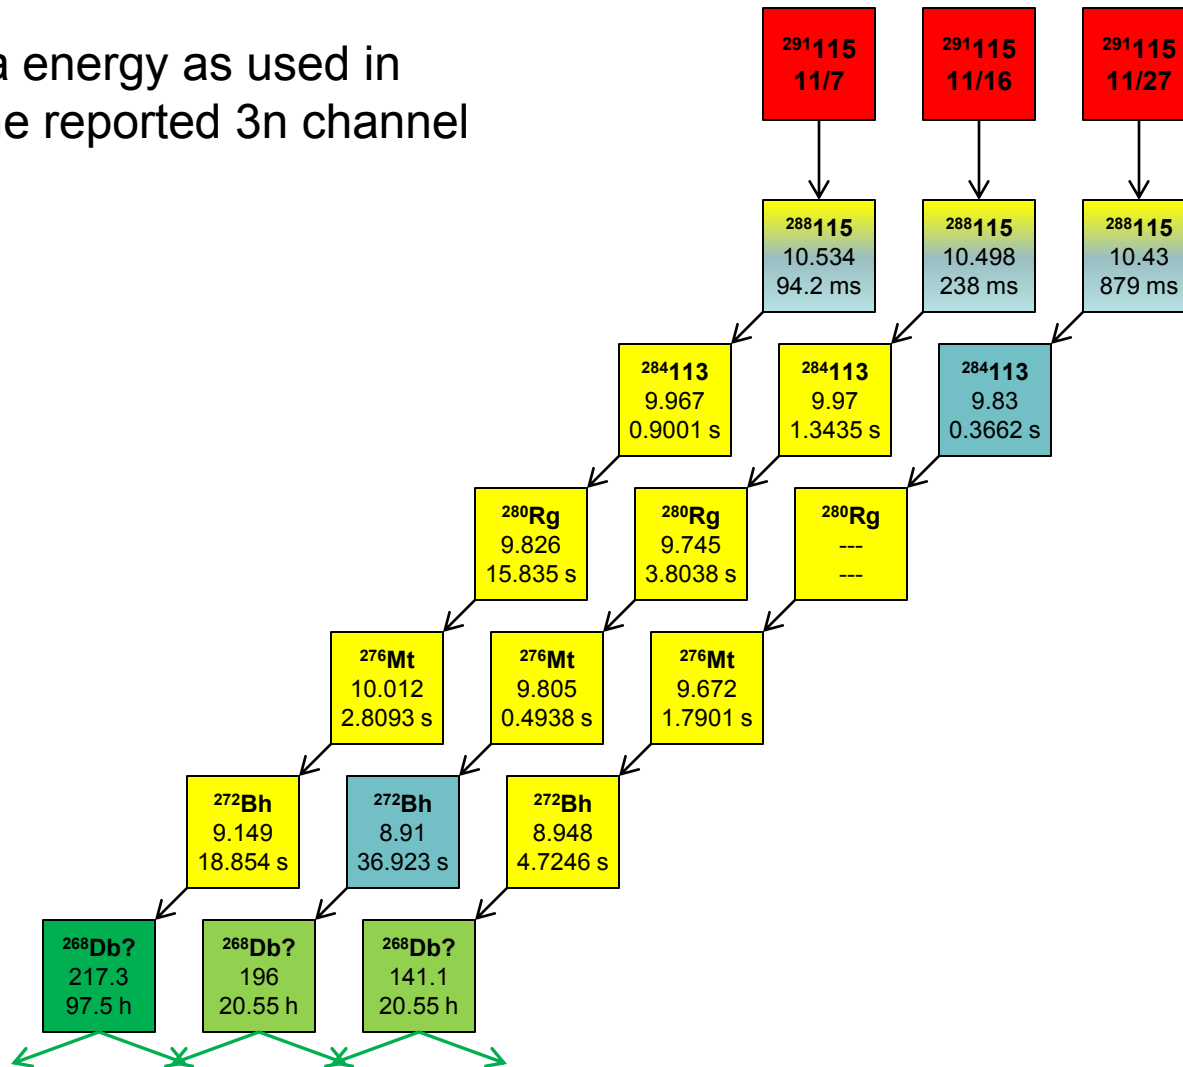 a energy as used in
e reported 3n channel
²⁹¹115
11/7
²⁹¹115
11/16
²⁹¹115
11/27
²⁸⁸115
10.534
94.2 ms
²⁸⁸115
10.498
238 ms
²⁸⁸115
10.43
879 ms
²⁸⁴113
9.967
0.9001 s
²⁸⁴113
9.97
1.3435 s
²⁸⁴113
9.83
0.3662 s
²⁸⁰Rg
9.826
15.835 s
²⁸⁰Rg
9.745
3.8038 s
²⁸⁰Rg
---
---
²⁷⁶Mt
10.012
2.8093 s
²⁷⁶Mt
9.805
0.4938 s
²⁷⁶Mt
9.672
1.7901 s
²⁷²Bh
9.149
18.854 s
²⁷²Bh
8.91
36.923 s
²⁷²Bh
8.948
4.7246 s
²⁶⁸Db?
217.3
97.5 h
²⁶⁸Db?
196
20.55 h
²⁶⁸Db?
141.1
20.55 h